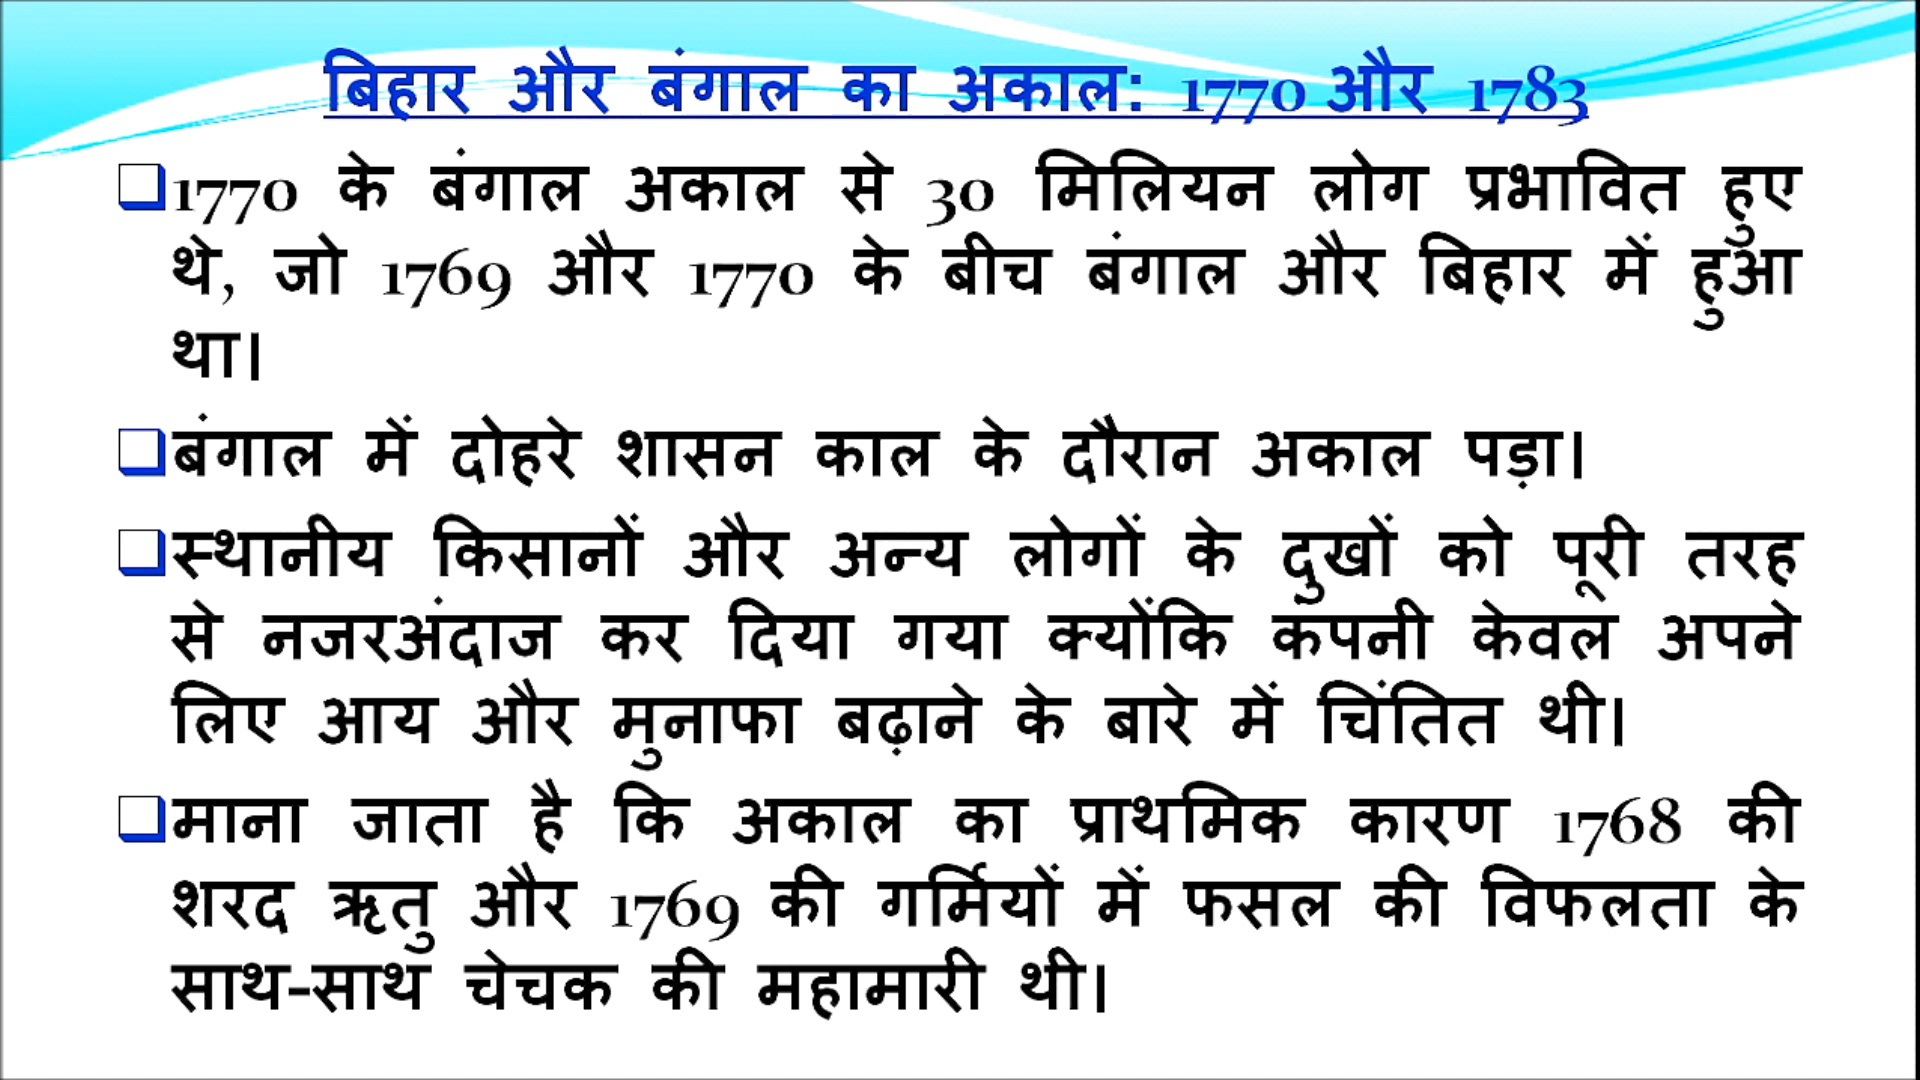 बिहार और बंगाल का अकाल: 1770 और 1783
1770 के बंगाल अकाल से 30 मिलियन लोग प्रभावित हुए
थे, जो 1769 और 1770 के बीच बंगाल और बिहार में हुआ
था।
बंगाल में दोहरे शासन काल के दौरान अकाल पड़ा।
स्थानीय किसानों और अन्य लोगों के दुखों को पूरी तरह
से नजरअंदाज कर दिया गया क्योंकि कंपनी केवल अपने
लिए आय और मुनाफा बढ़ाने के बारे में चिंतित थी।
माना जाता है कि अकाल का प्राथमिक कारण 1768 की
शरद ऋतु और 1769 की गर्मियों में फसल की विफलता के
साथ-साथ चेचक की महामारी थी।